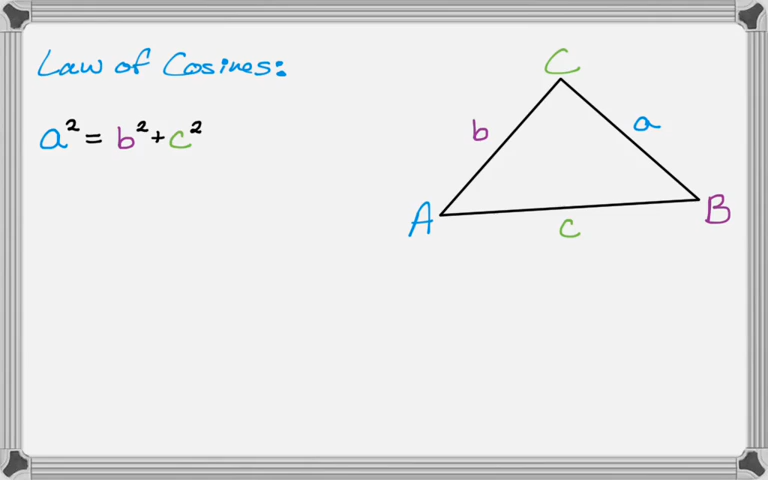 Law of Cosines:
a² = b² + c²
C
b
a
A
B
c